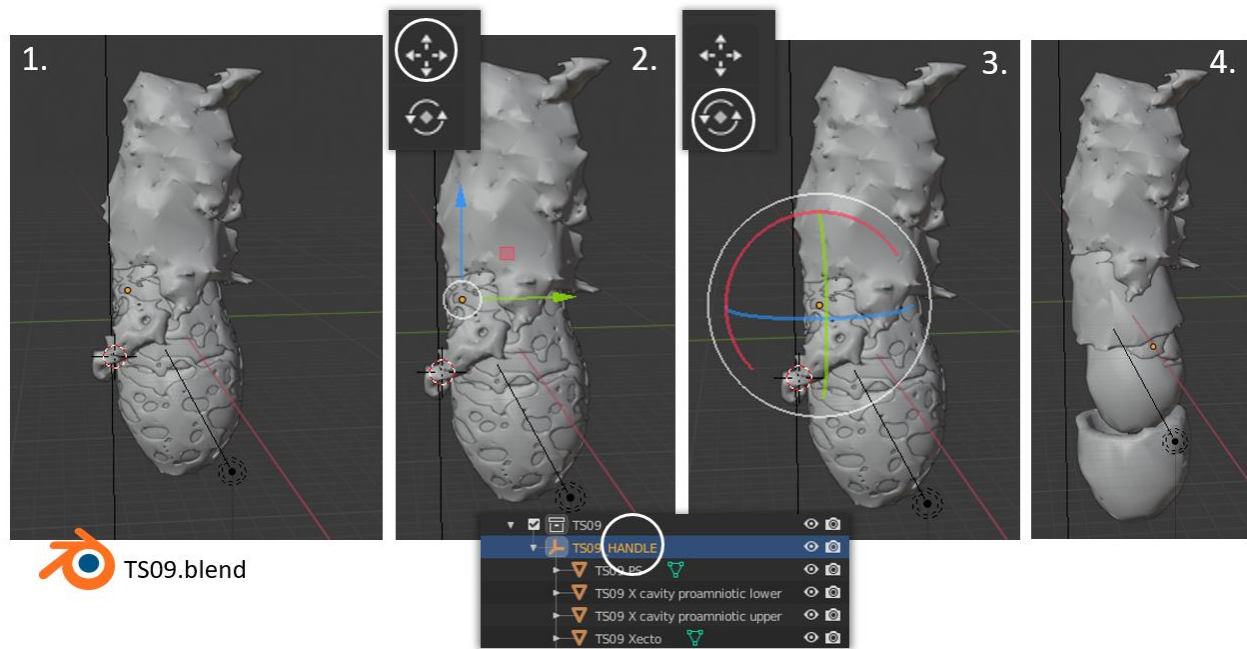 1.
2.
3.
4.
TS09.blend
TS09
TS09 HANDLE
TS09 PS
TS09 X cavity proamniotic lower
TS09 X cavity proamniotic upper
TS09 Xecto